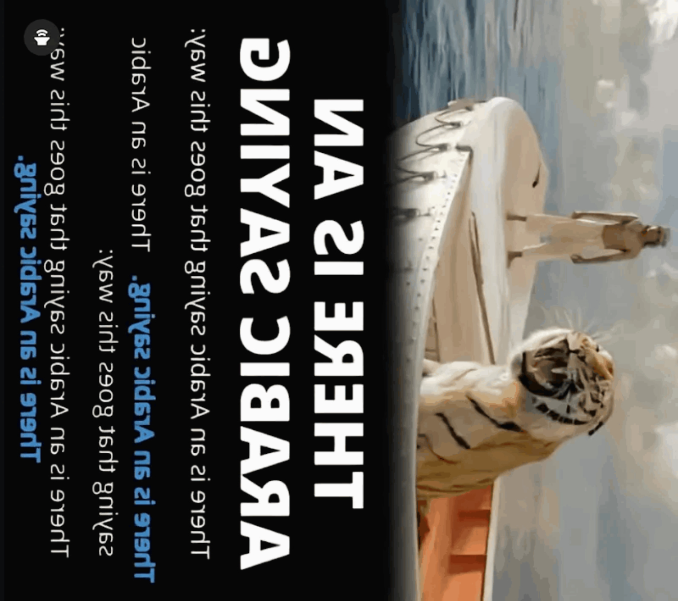 THERE IS AN
ARABIC SAYING
There is an Arabic saying that goes this way:
There is an Arabic saying. There is an Arabic
saying that goes this way:
There is an Arabic saying that goes this way:
There is an Arabic saying.